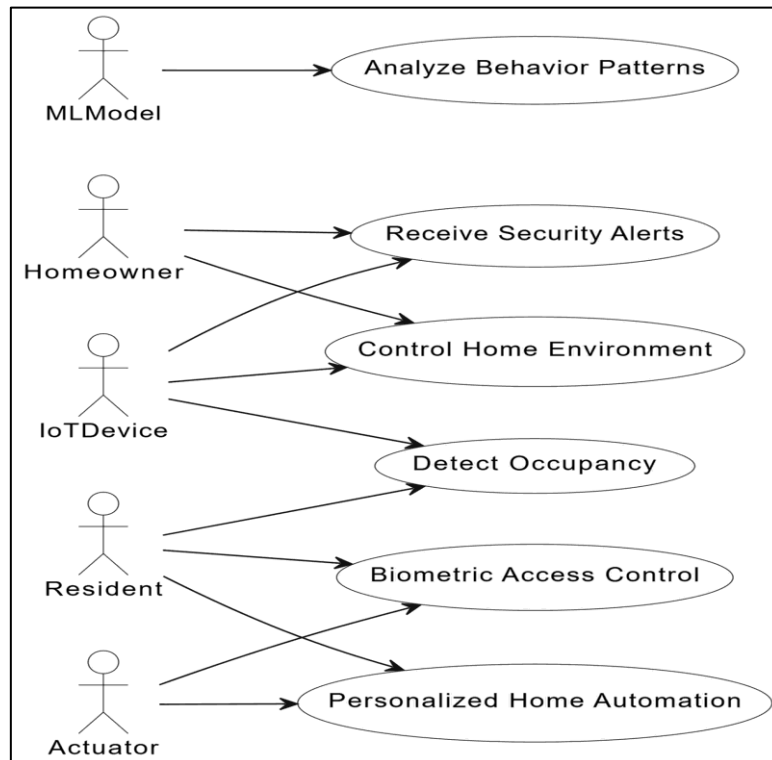 MLModel
Analyze Behavior Patterns
Homeowner
Receive Security Alerts
Control Home Environment
IoTDevice
Detect Occupancy
Resident
Biometric Access Control
Personalized Home Automation
Actuator